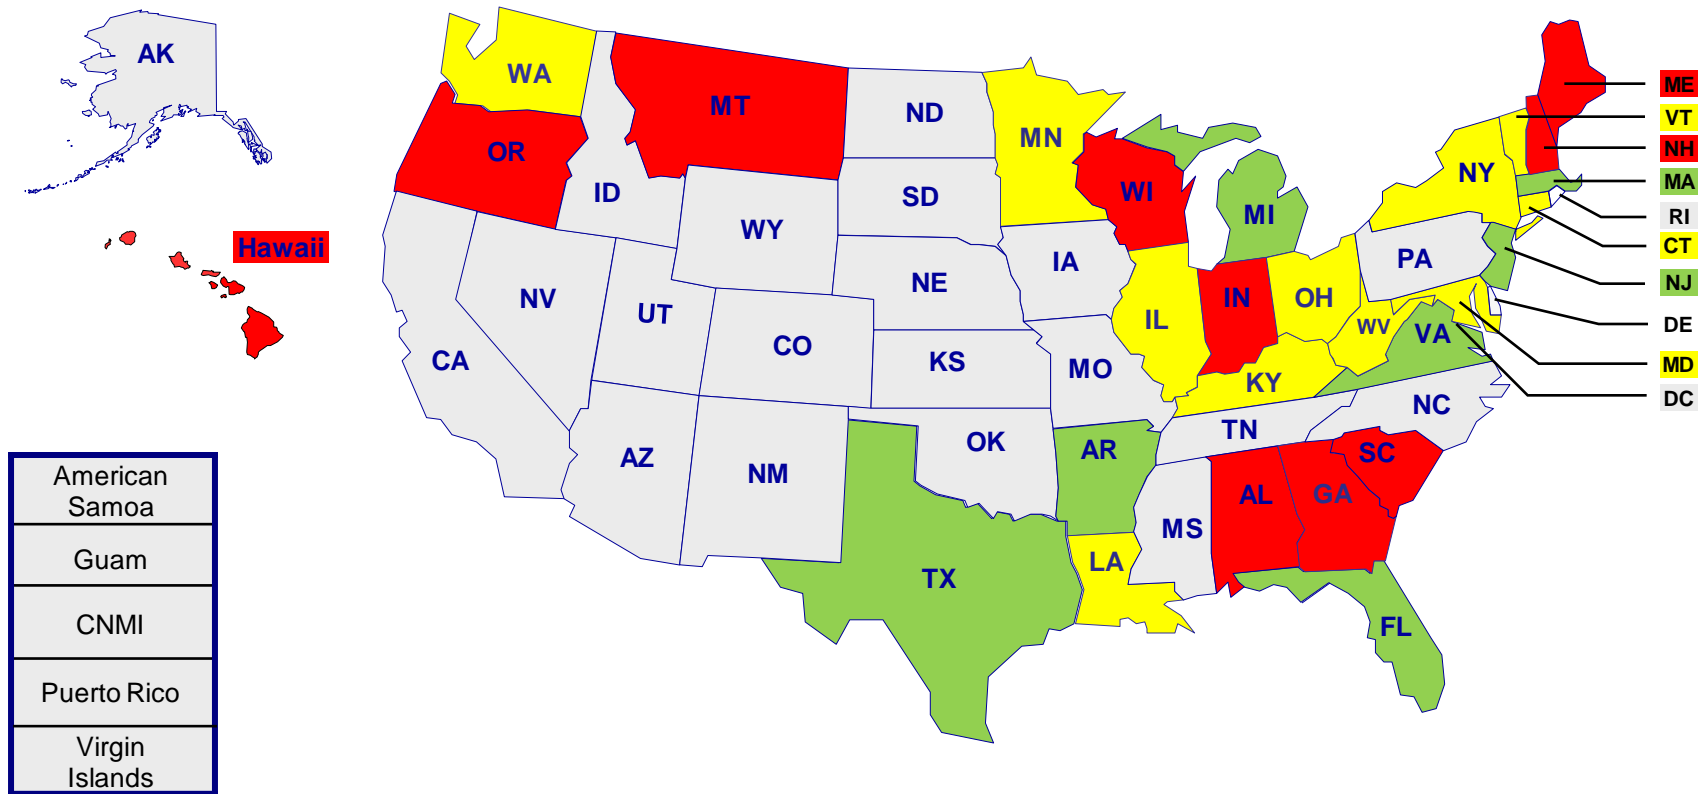 AK
WA
MT
ND
MN
ME
VT
OR
NH
WI
NY
MA
ID
SD
MI
RI
WY
Hawaii
CT
IA
PA
NE
NJ
NV
IN
OH
UT
IL
WV
DE
CO
VA
CA
KS
MO
MD
KY
DC
NC
TN
OK
AR
SC
AZ
NM
AL
GA
American
Samoa
MS
LA
Guam
TX
CNMI
FL
Puerto Rico
Virgin
Islands